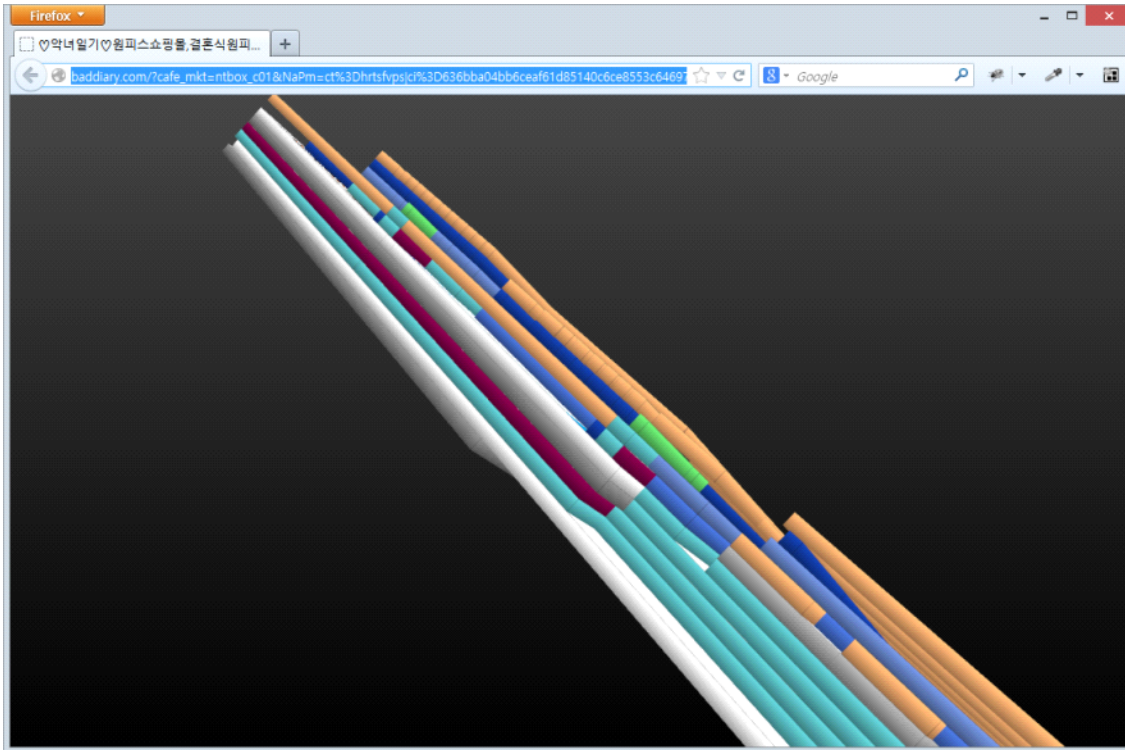 Firefox
♡악녀일기♡원피스쇼핑몰,결혼식원피...
baddiary.com/?cafe_mkt=ntbox_c01&NaPm=ct%3Dhrtsfvps|ci%3D636bba04bb6ceaf61d85140c6ce8553c64697
Google